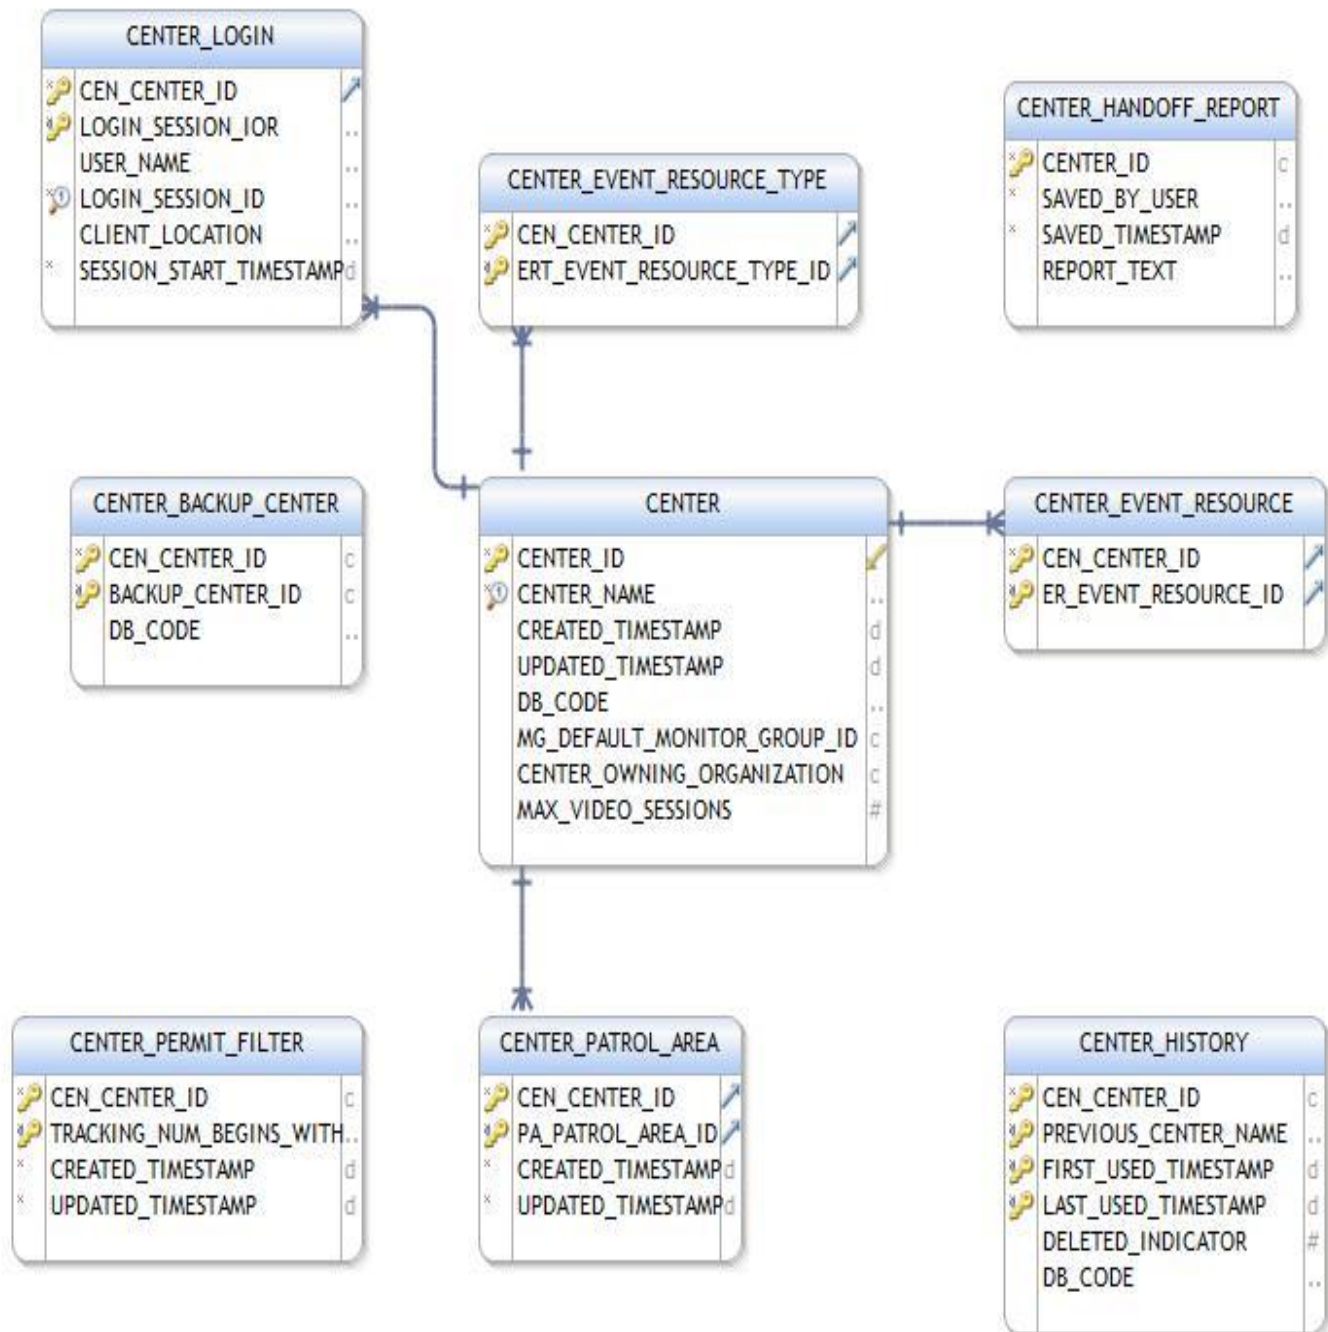 CENTER_LOGIN
CEN_CENTER_ID
LOGIN_SESSION_IOR ..
USER_NAME ..
LOGIN_SESSION_ID ..
CLIENT_LOCATION ..
SESSION_START_TIMESTAMP d
CENTER_EVENT_RESOURCE_TYPE
CEN_CENTER_ID
ERT_EVENT_RESOURCE_TYPE_ID
CENTER_HANDOFF_REPORT
CENTER_ID c
SAVED_BY_USER ..
SAVED_TIMESTAMP d
REPORT_TEXT ..
CENTER_BACKUP_CENTER
CEN_CENTER_ID c
BACKUP_CENTER_ID c
DB_CODE ..
CENTER
CENTER_ID
CENTER_NAME ..
CREATED_TIMESTAMP d
UPDATED_TIMESTAMP d
DB_CODE ..
MG_DEFAULT_MONITOR_GROUP_ID c
CENTER_OWNING_ORGANIZATION c
MAX_VIDEO_SESSIONS #
CENTER_EVENT_RESOURCE
CEN_CENTER_ID
ER_EVENT_RESOURCE_ID
CENTER_PERMIT_FILTER
CEN_CENTER_ID c
TRACKING_NUM_BEGINS_WITH ..
CREATED_TIMESTAMP d
UPDATED_TIMESTAMP d
CENTER_PATROL_AREA
CEN_CENTER_ID
PA_PATROL_AREA_ID
CREATED_TIMESTAMP d
UPDATED_TIMESTAMP d
CENTER_HISTORY
CEN_CENTER_ID c
PREVIOUS_CENTER_NAME ..
FIRST_USED_TIMESTAMP d
LAST_USED_TIMESTAMP d
DELETED_INDICATOR #
DB_CODE ..